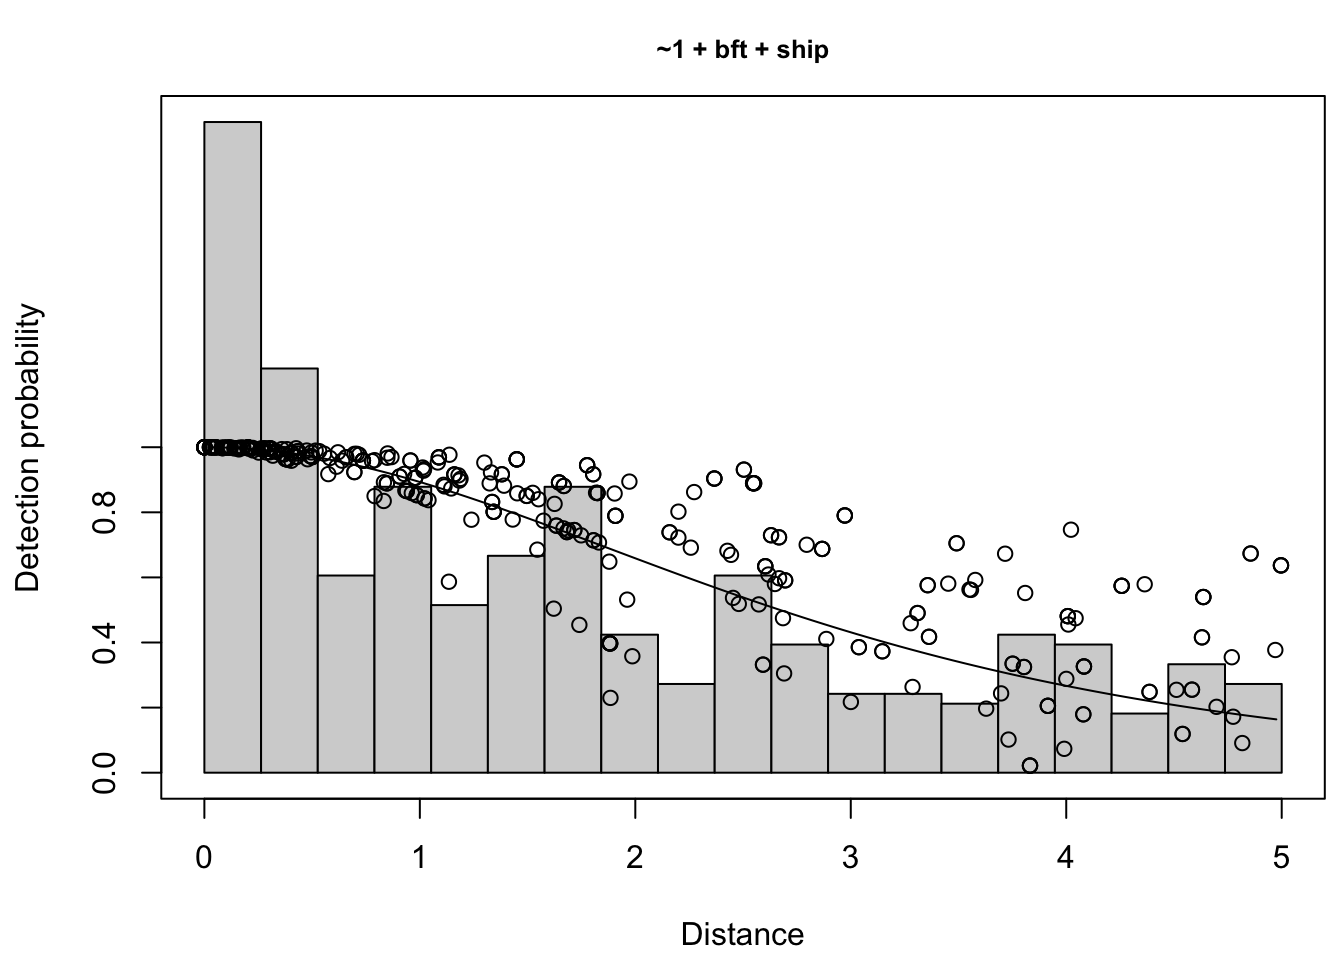 ~1 + bft + ship
Detection probability
0.8
0.4
0.0
0 1 2 3 4 5
Distance